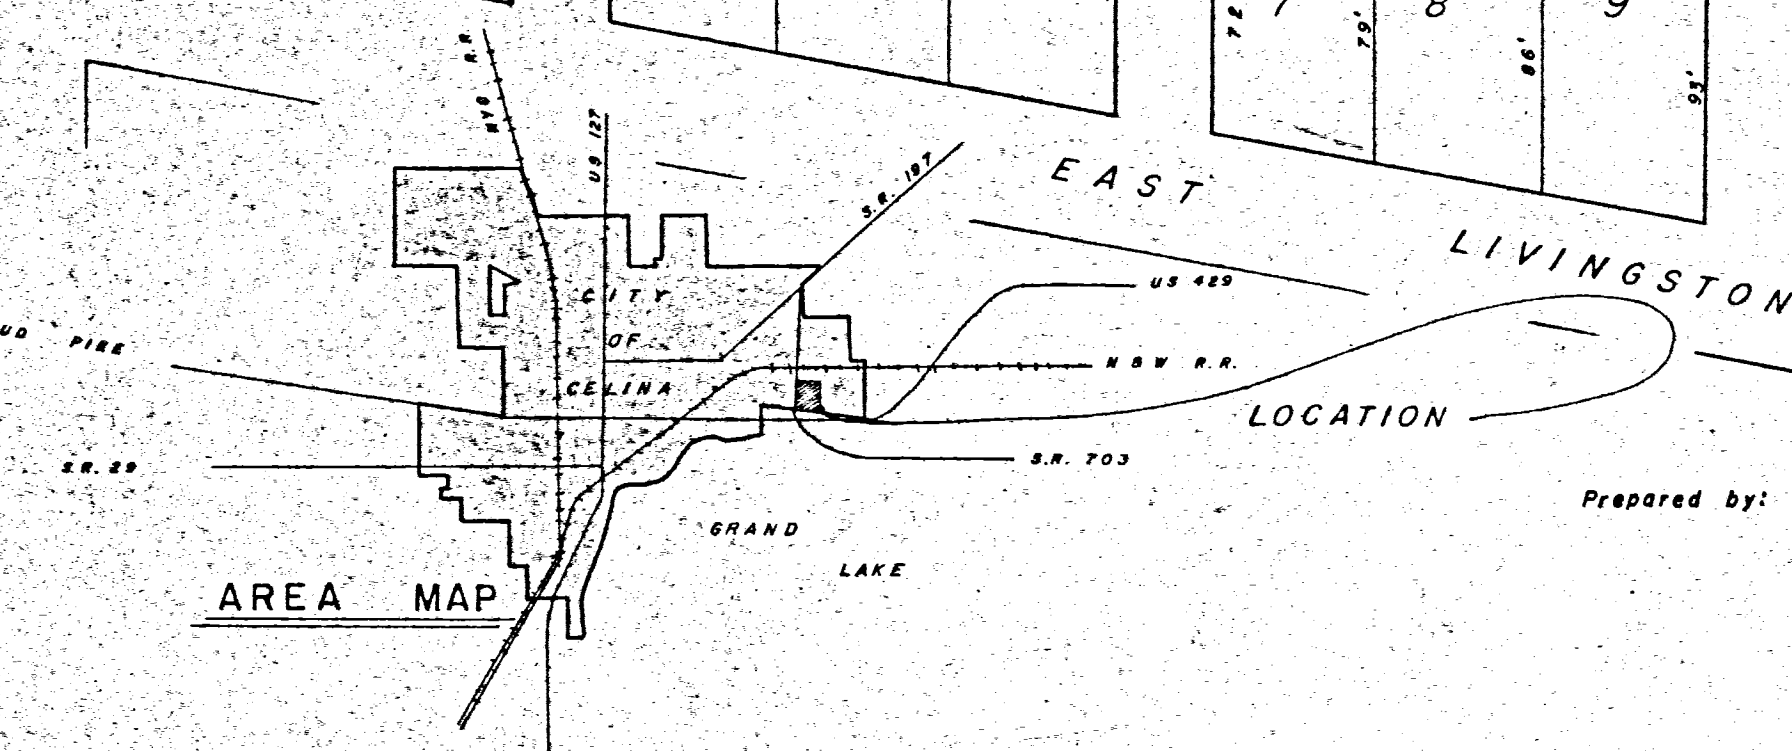 7 8 9
72
79'
86'
93'
R.R.
NYC
US 127
S.R. 197
EAST
LIVINGSTON
US 429
CITY
OF
CELINA
PIKE
N & W R.R.
LOCATION
S.R. 29
S.R. 703
Prepared by:
GRAND
LAKE
AREA MAP